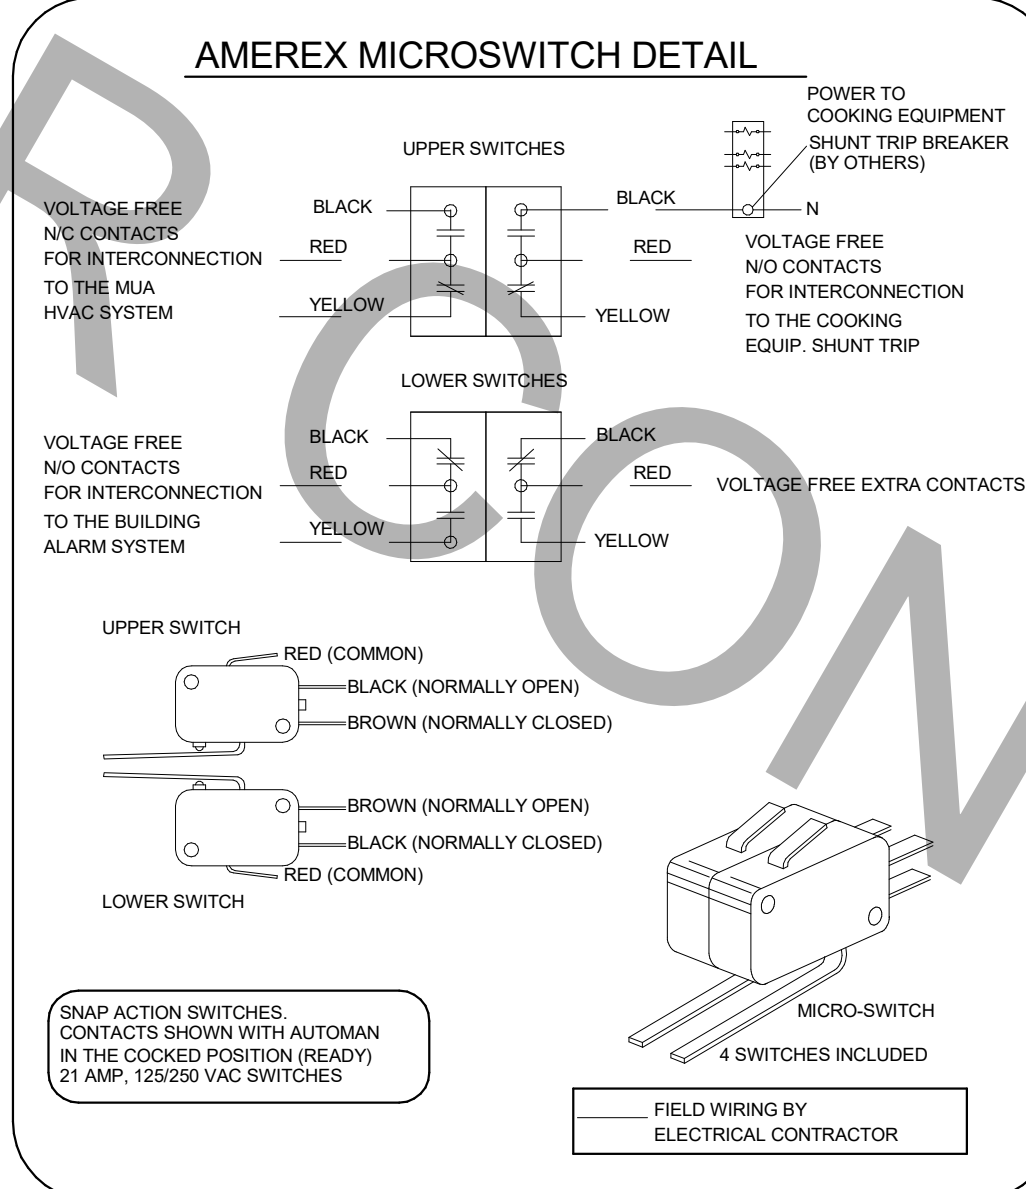 AMEREX MICROSWITCH DETAIL
POWER TO
COOKING EQUIPMENT
SHUNT TRIP BREAKER
(BY OTHERS)
N
UPPER SWITCHES
VOLTAGE FREE
N/C CONTACTS
FOR INTERCONNECTION
TO THE MUA
HVAC SYSTEM
BLACK
RED
YELLOW
BLACK
RED
YELLOW
VOLTAGE FREE
N/O CONTACTS
FOR INTERCONNECTION
TO THE COOKING
EQUIP. SHUNT TRIP
LOWER SWITCHES
VOLTAGE FREE
N/O CONTACTS
FOR INTERCONNECTION
TO THE BUILDING
ALARM SYSTEM
BLACK
RED
YELLOW
BLACK
RED
YELLOW
VOLTAGE FREE EXTRA CONTACTS
UPPER SWITCH
RED (COMMON)
BLACK (NORMALLY OPEN)
BROWN (NORMALLY CLOSED)
BROWN (NORMALLY OPEN)
BLACK (NORMALLY CLOSED)
RED (COMMON)
LOWER SWITCH
SNAP ACTION SWITCHES.
CONTACTS SHOWN WITH AUTOMAN
IN THE COCKED POSITION (READY)
21 AMP, 125/250 VAC SWITCHES
MICRO-SWITCH
4 SWITCHES INCLUDED
FIELD WIRING BY
ELECTRICAL CONTRACTOR
R CON